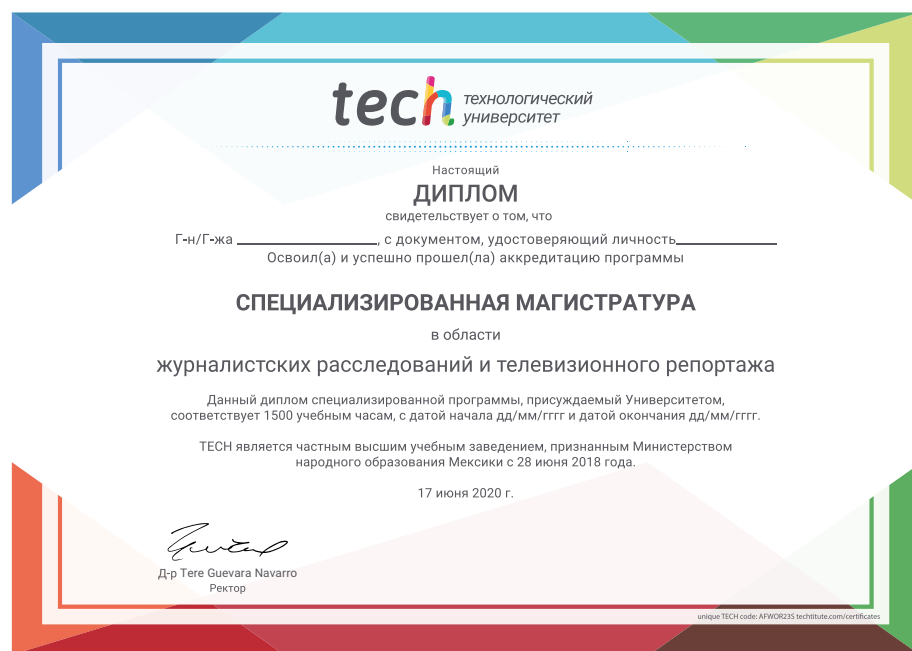 tech технологический
университет
Настоящий
ДИПЛОМ
свидетельствует о том, что
Г-н/Г-жа ____________________, с документом, удостоверяющий личность______________
Освоил(а) и успешно прошел(ла) аккредитацию программы
СПЕЦИАЛИЗИРОВАННАЯ МАГИСТРАТУРА
в области
журналистских расследований и телевизионного репортажа
Данный диплом специализированной программы, присуждаемый Университетом,
соответствует 1500 учебным часам, с датой начала дд/мм/гггг и датой окончания дд/мм/гггг.
TECH является частным высшим учебным заведением, признанным Министерством
народного образования Мексики с 28 июня 2018 года.
17 июня 2020 г.
Д-р Tere Guevara Navarro
Ректор
unique TECH code: AFWOR23S techtitute.com/certificates